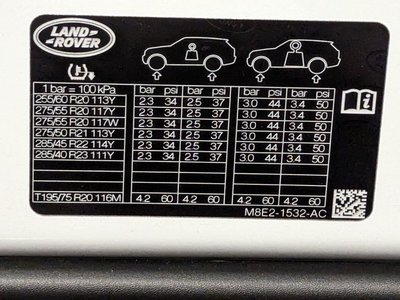 LAND-
-ROVER
bar psi bar psi bar psi bar psi
1 bar = 100 kPa
255/60 R20 113Y 2.3 34 2.5 37 3.0 44 3.4 50
275/55 R20 117Y 2.3 34 2.5 37 3.0 44 3.4 50
275/55 R20 117W 2.3 34 2.5 37 3.0 44 3.4 50
275/50 R21 113Y 2.3 34 2.5 37 3.0 44 3.4 50
285/45 R22 114Y 2.3 34 2.5 37 3.0 44 3.4 50
285/40 R23 111Y 2.3 34 2.5 37 3.0 44 3.4 50
T195/75 R20 116M 4.2 60 4.2 60 4.2 60 4.2 60
M8E2-1532-AC